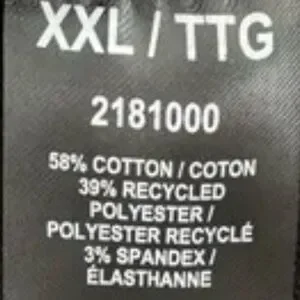 XXL / TTG
2181000
58% COTTON / COTON
39% RECYCLED
POLYESTER /
POLYESTER RECYCLÉ
3% SPANDEX /
ÉLASTHANNE